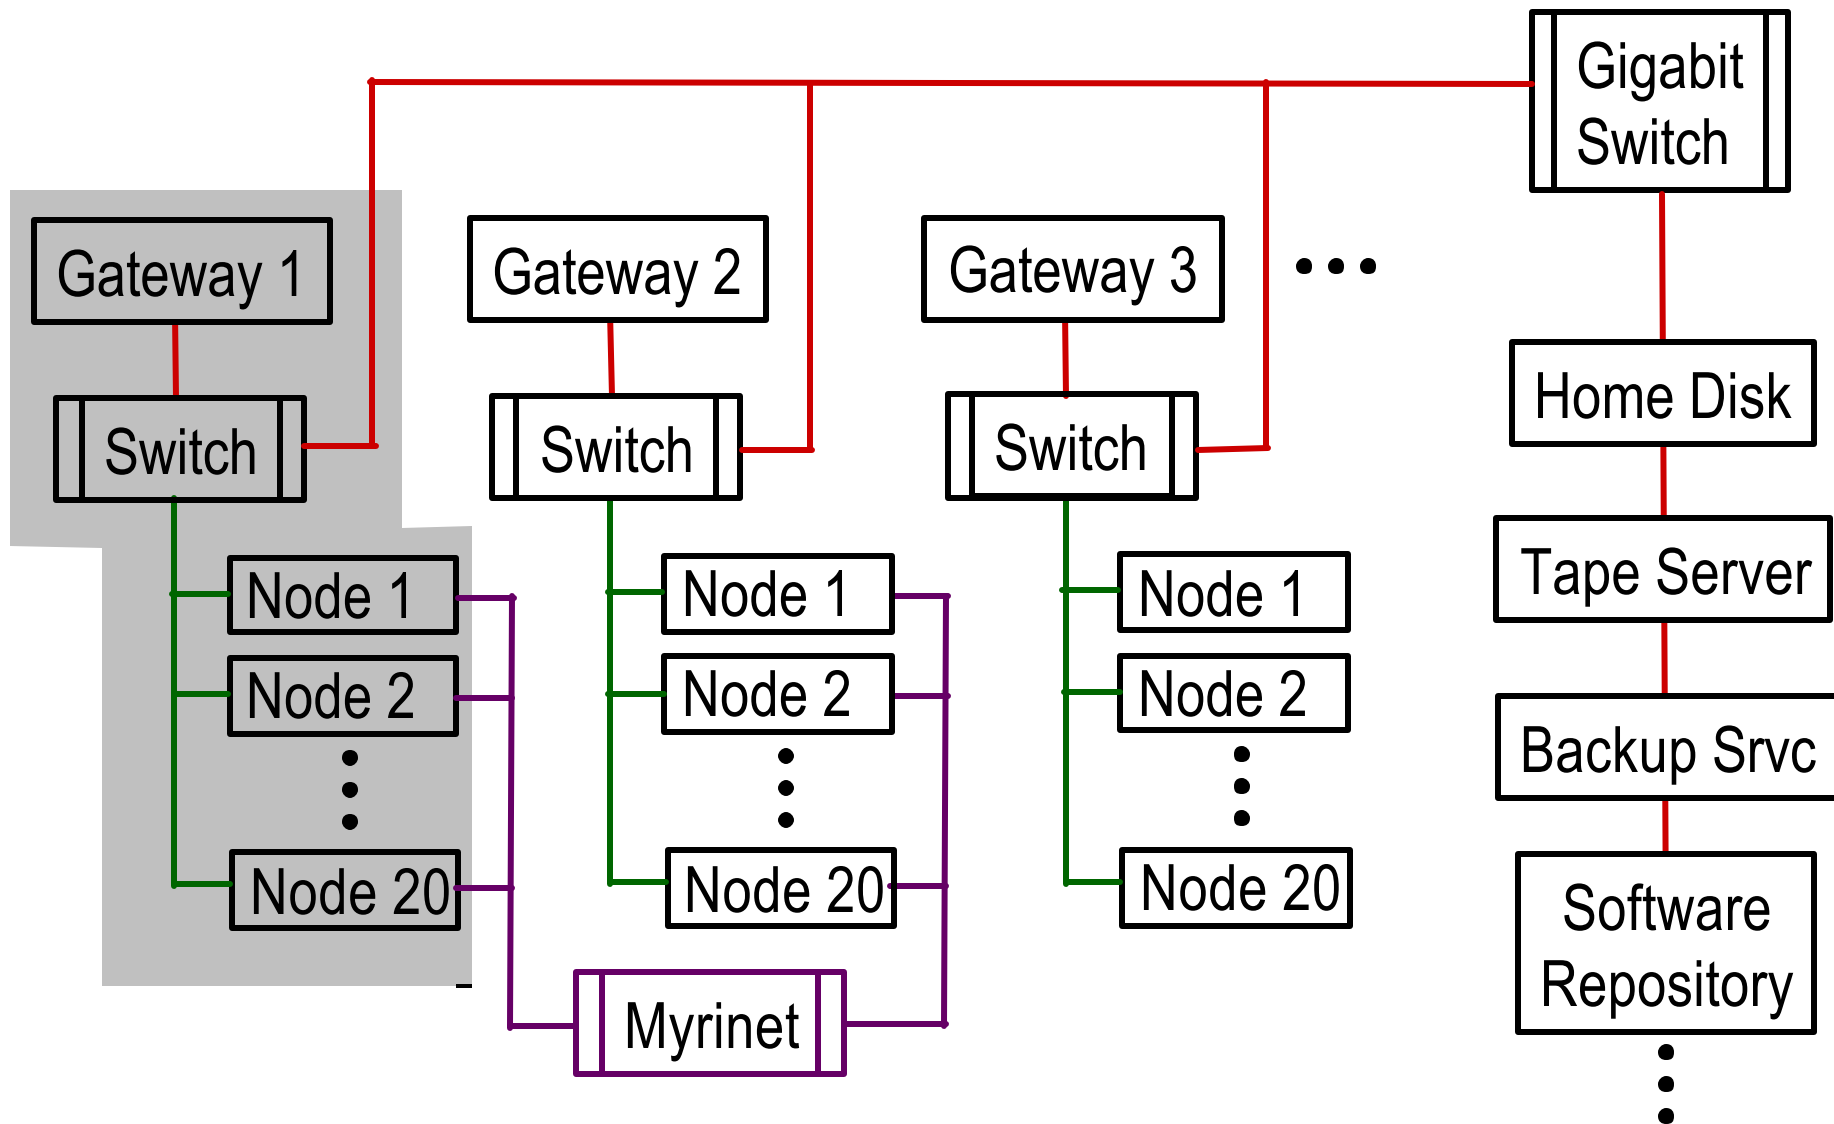 Gigabit
Switch
Gateway 1
Gateway 2
Gateway 3
Switch
Switch
Switch
Home Disk
Tape Server
Backup Srvc
Software
Repository
Node 1
Node 2
Node 20
Node 1
Node 2
Node 20
Node 1
Node 2
Node 20
Myrinet